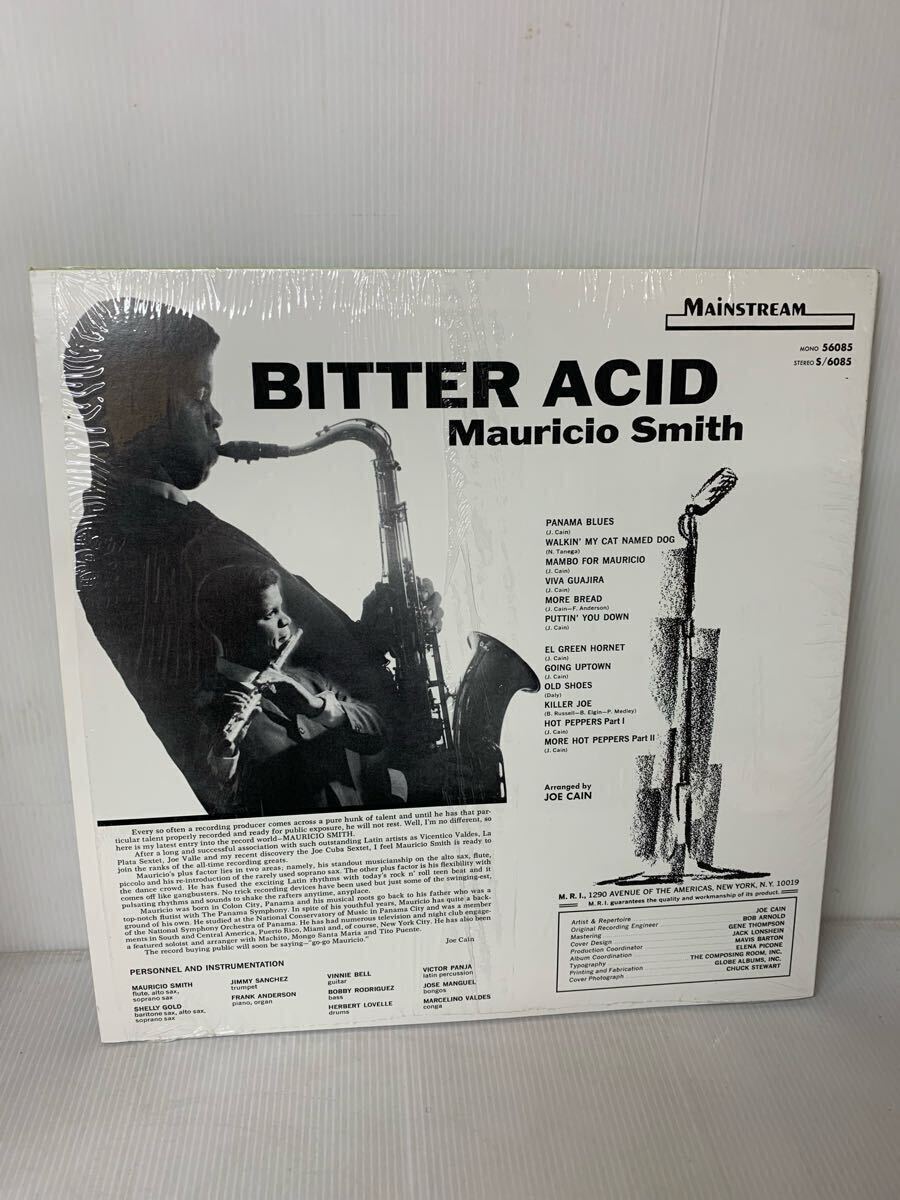 MAINSTREAM
MONO 56085
STEREO S/6085
BITTER ACID
Mauricio Smith
PANAMA BLUES
(J. Cain)
WALKIN' MY CAT NAMED DOG
(N. Tanega)
MAMBO FOR MAURICIO
(J. Cain)
VIVA GUAJIRA
(J. Cain)
MORE BREAD
(J. Cain—F. Anderson)
PUTTIN' YOU DOWN
(J. Cain)
EL GREEN HORNET
(J. Cain)
GOING UPTOWN
(J. Cain)
OLD SHOES
(Daly)
KILLER JOE
(B. Russell—B. Elgin—P. Medley)
HOT PEPPERS Part I
(J. Cain)
MORE HOT PEPPERS Part II
(J. Cain)
Arranged by
JOE CAIN
Every so often a recording producer comes across a pure hunk of talent and until he has that par-
ticular talent properly recorded and ready for public exposure, he will not rest. Well, I'm no different, so
here is my latest entry into the record world—MAURICIO SMITH.
After a long and successful association with such outstanding Latin artists as Vicentico Valdes, La
Plata Sextet, Joe Valle and my recent discovery the Joe Cuba Sextet, I feel Mauricio Smith is ready to
join the ranks of the all-time recording greats.
Mauricio's plus factor lies in two areas; namely, his standout musicianship on the alto sax, flute,
piccolo and his re-introduction of the rarely used soprano sax. The other plus factor is his flexibility with
the dance crowd. He has fused the exciting Latin rhythms with today's rock n' roll teen beat and it
comes off like gangbusters. No trick recording devices have been used but just some of the swinging-est,
pulsating rhythms and sounds to shake the rafters anytime, anyplace.
Mauricio was born in Colon City, Panama and his musical roots go back to his father who was a
top-notch flutist with The Panama Symphony. In spite of his youthful years, Mauricio has quite a back-
ground of his own. He studied at the National Conservatory of Music in Panama City and was a member
of the National Symphony Orchestra of Panama. He has had numerous television and night club engage-
ments in South and Central America, Puerto Rico, Miami and, of course, New York City. He has also been
a featured soloist and arranger with Machito, Mongo Santa Maria and Tito Puente.
The record buying public will soon be saying—"go-go Mauricio."
Joe Cain
PERSONNEL AND INSTRUMENTATION
MAURICIO SMITH
flute, alto sax,
soprano sax
SHELLY GOLD
baritone sax, alto sax,
soprano sax
JIMMY SANCHEZ
trumpet
FRANK ANDERSON
piano, organ
VINNIE BELL
guitar
BOBBY RODRIGUEZ
bass
HERBERT LOVELLE
drums
VICTOR PANJA
latin percussion
JOSE MANGUEL
bongos
MARCELINO VALDES
conga
M. R. I., 1290 AVENUE OF THE AMERICAS, NEW YORK, N.Y. 10019
M. R. I. guarantees the quality and workmanship of its product.
Artist & Repertoire JOE CAIN
Original Recording Engineer BOB ARNOLD
Mastering GENE THOMPSON
Cover Design JACK LONSHEIN
Production Coordinator MAVIS BARTON
Album Coordination ELENA PICONE
Typography THE COMPOSING ROOM, INC.
Printing and Fabrication GLOBE ALBUMS, INC.
Cover Photograph CHUCK STEWART